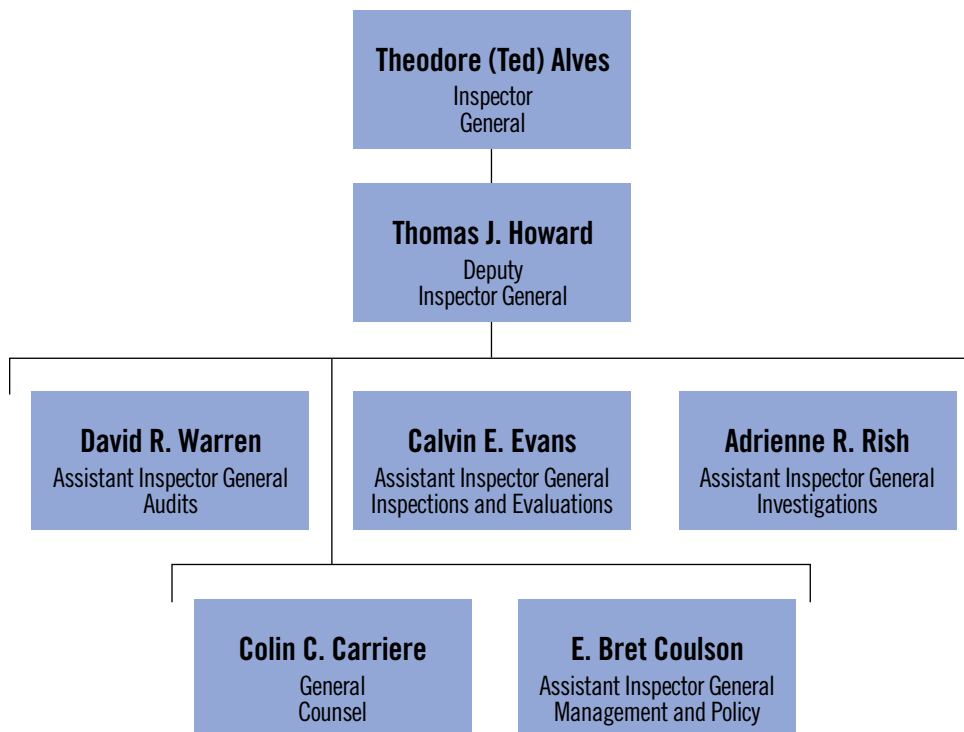 Theodore (Ted) Alves
Inspector
General
Thomas J. Howard
Deputy
Inspector General
David R. Warren
Assistant Inspector General
Audits
Calvin E. Evans
Assistant Inspector General
Inspections and Evaluations
Adrienne R. Rish
Assistant Inspector General
Investigations
Colin C. Carriere
General
Counsel
E. Bret Coulson
Assistant Inspector General
Management and Policy